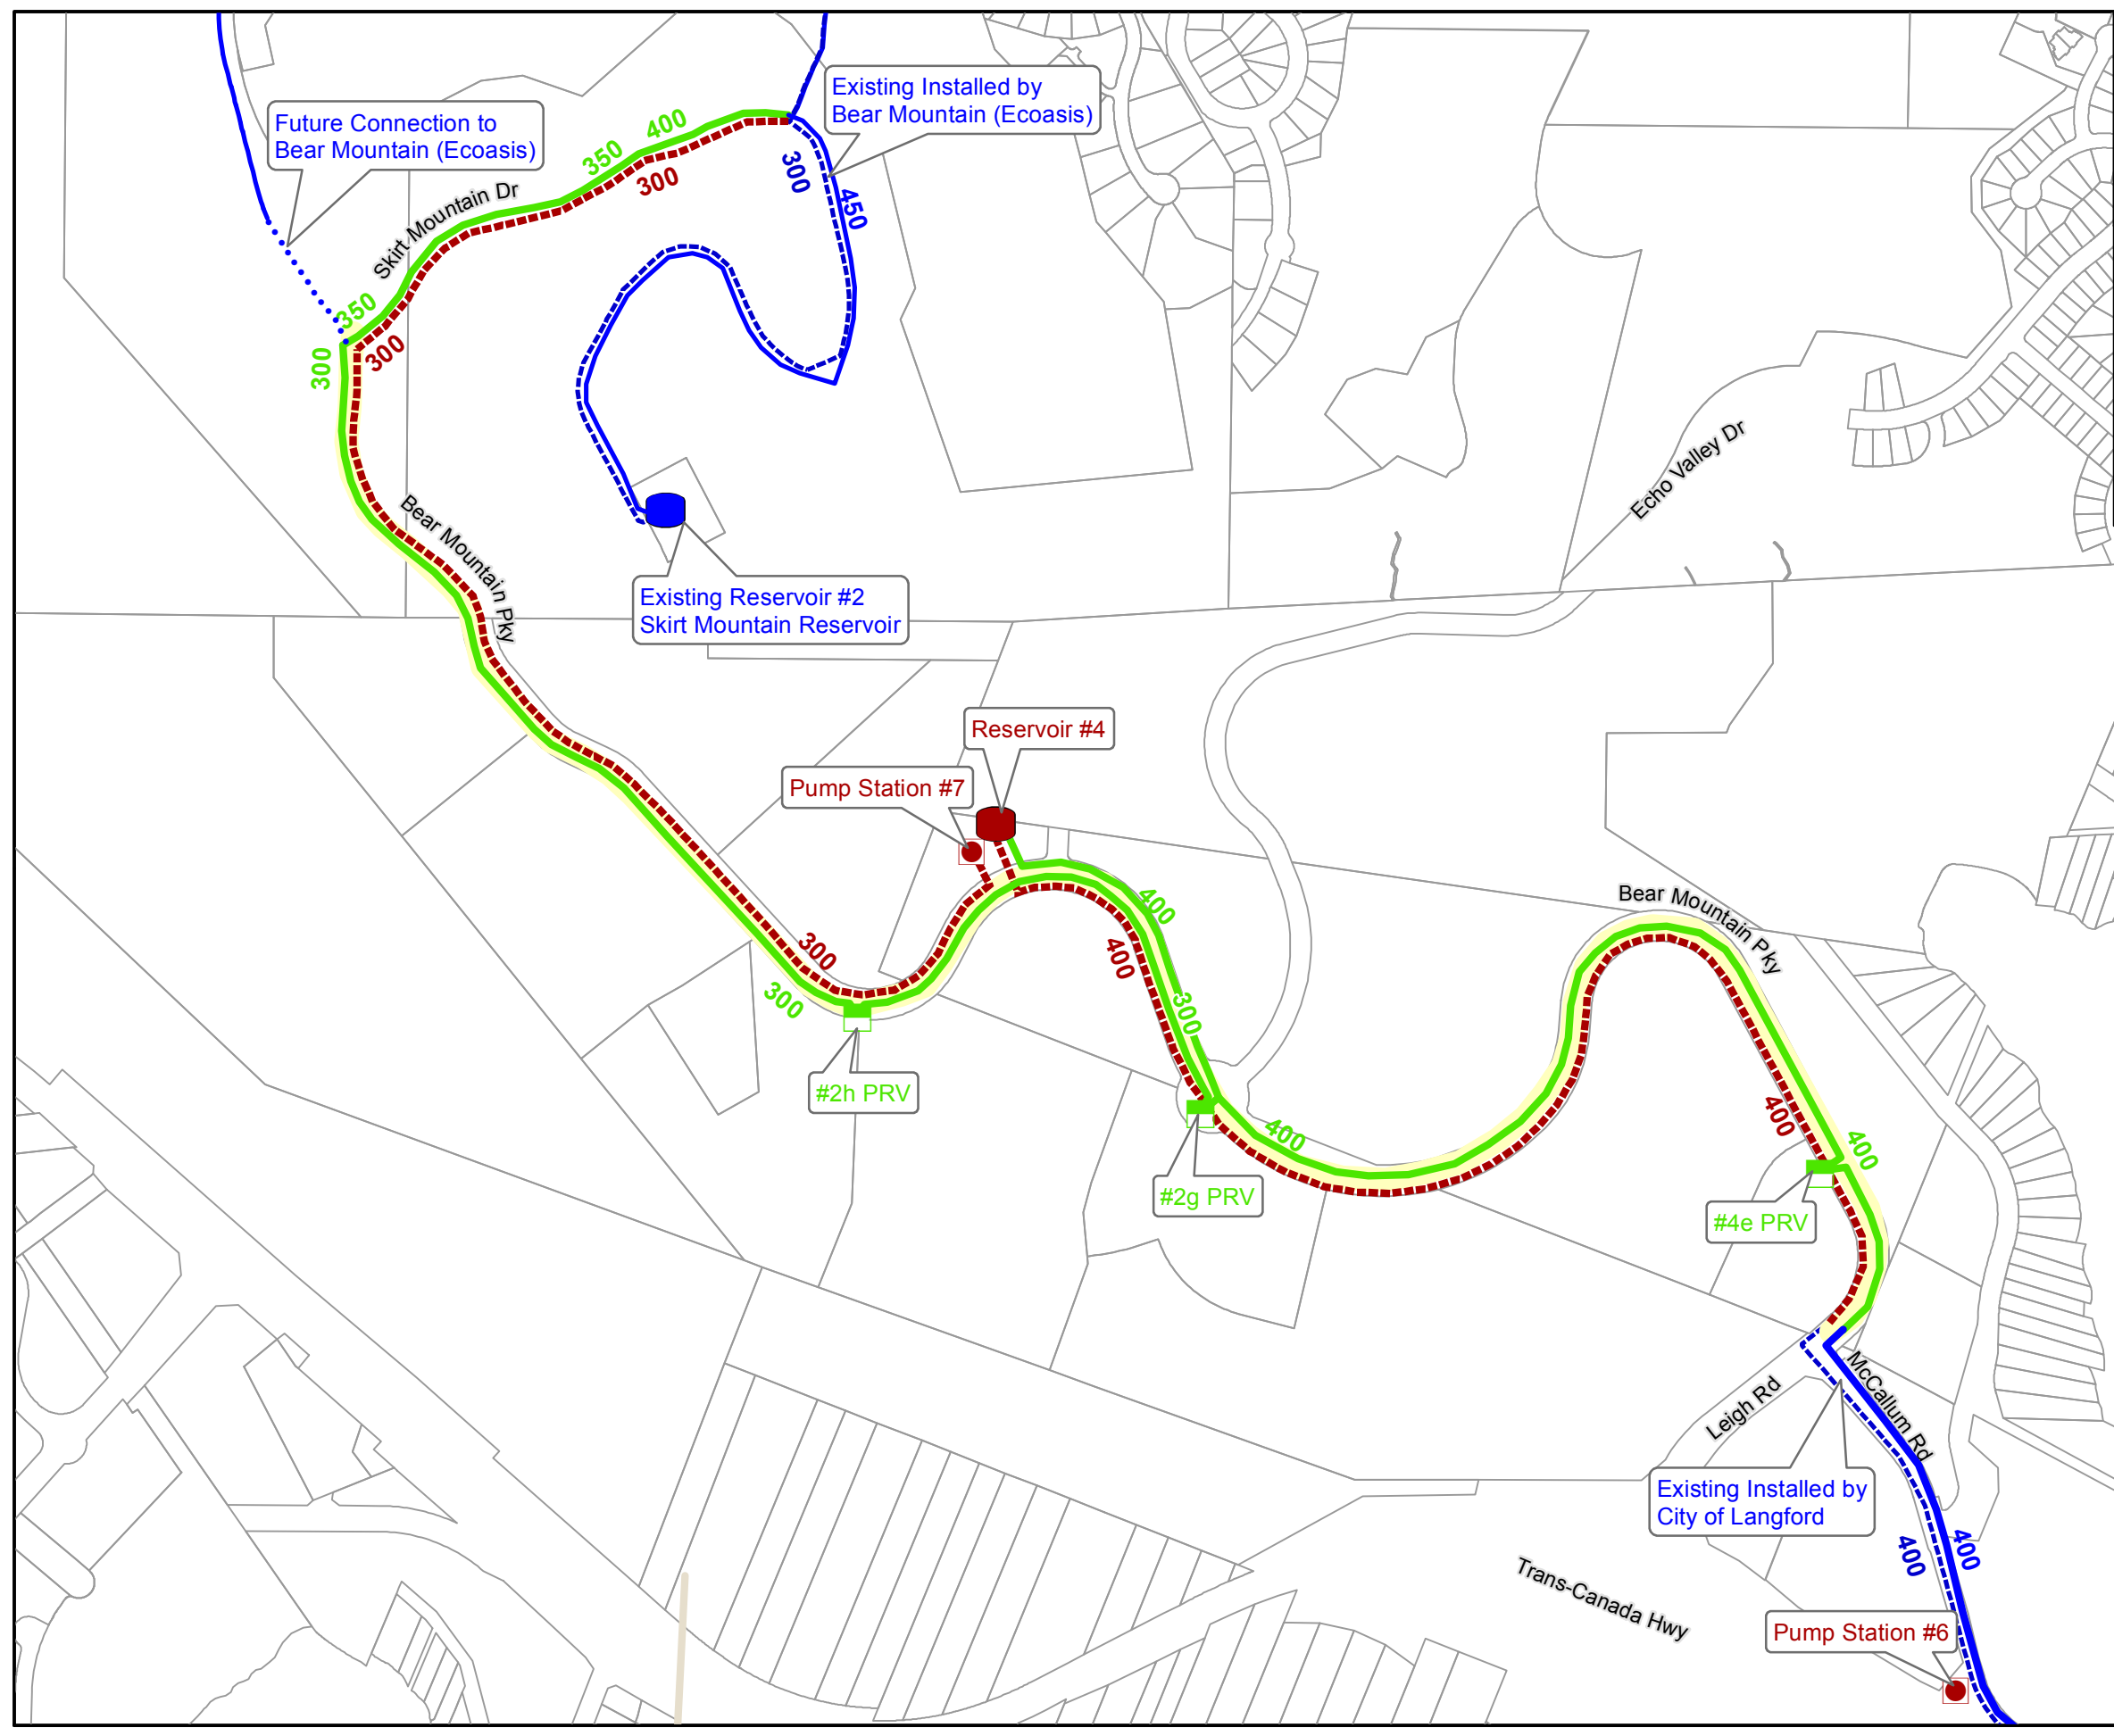 Existing Installed by
Bear Mountain (Ecoasis)
Future Connection to
Bear Mountain (Ecoasis)
400
350
300
300
450
Skirt Mountain Dr
350
300
300
Echo Valley Dr
Bear Mountain Pky
Existing Reservoir #2
Skirt Mountain Reservoir
Reservoir #4
Pump Station #7
Bear Mountain Pky
400
400
300
300
300
#2h PRV
400
400
400
#2g PRV
#4e PRV
McCallum Rd
Leigh Rd
Existing Installed by
City of Langford
400
400
Trans-Canada Hwy
Pump Station #6